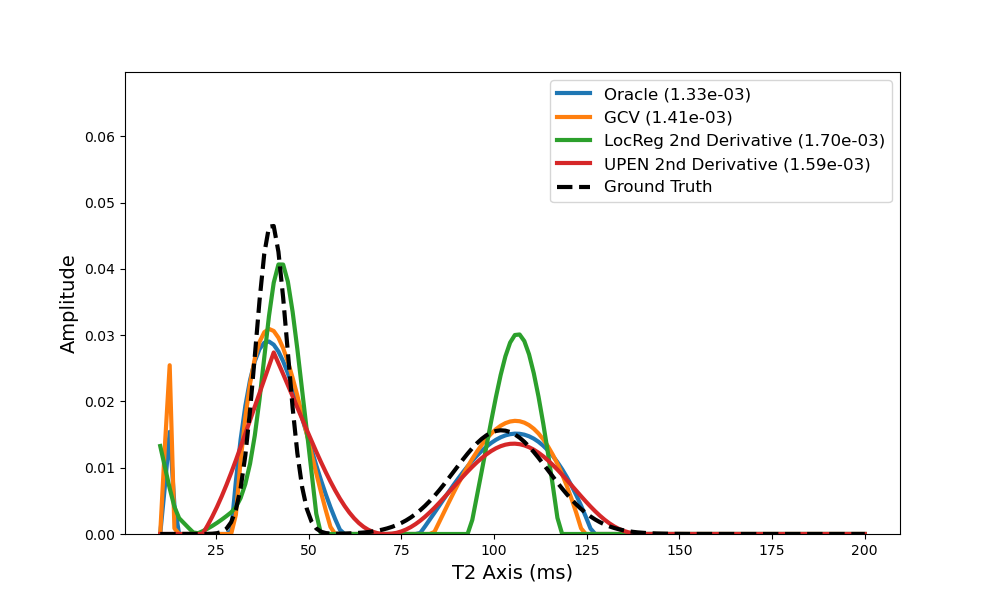 Oracle (1.33e-03)
GCV (1.41e-03)
LocReg 2nd Derivative (1.70e-03)
UPEN 2nd Derivative (1.59e-03)
Ground Truth
Amplitude
0.06
0.05
0.04
0.03
0.02
0.01
0.00
25 50 75 100 125 150 175 200
T2 Axis (ms)